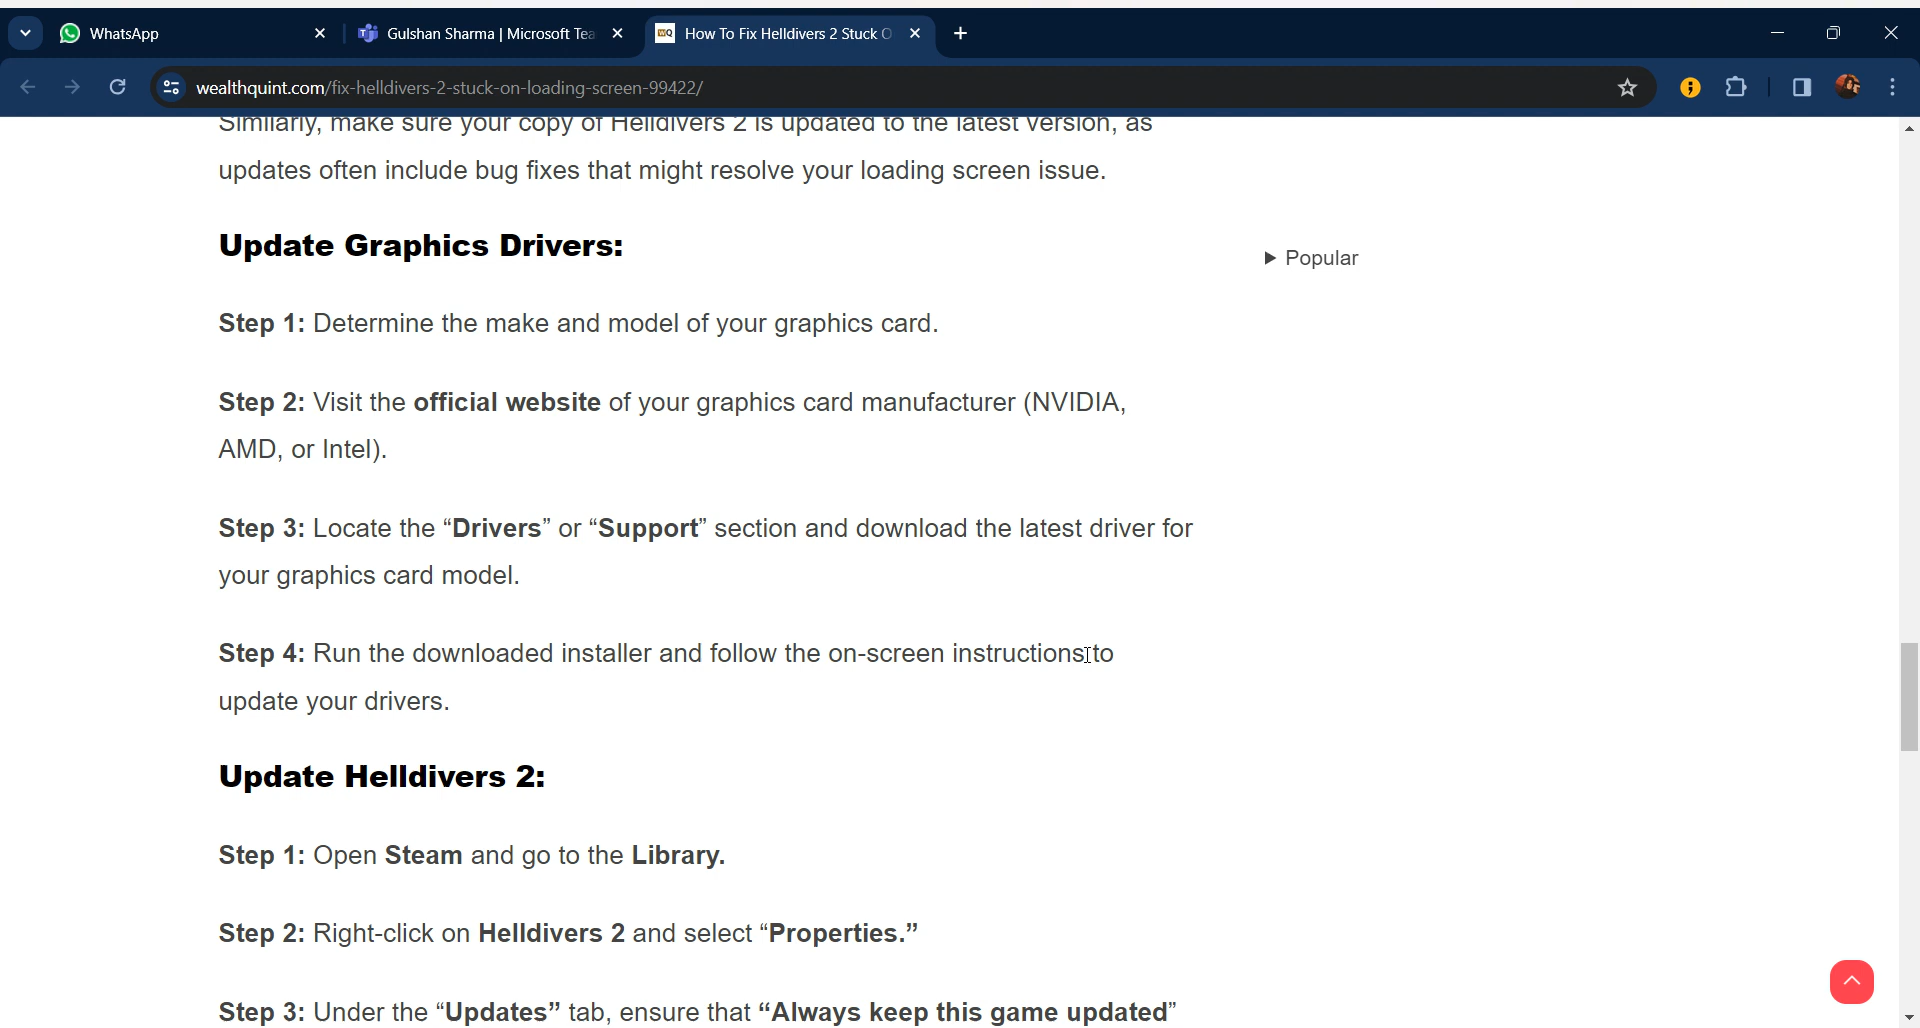 WhatsApp
Gulshan Sharma | Microsoft Tea
How To Fix Helldivers 2 Stuck O
wealthquint.com/fix-helldivers-2-stuck-on-loading-screen-99422/
Similarly, make sure your copy of Helldivers 2 is updated to the latest version, as
updates often include bug fixes that might resolve your loading screen issue.
Update Graphics Drivers:
▶ Popular
Step 1: Determine the make and model of your graphics card.
Step 2: Visit the official website of your graphics card manufacturer (NVIDIA,
AMD, or Intel).
Step 3: Locate the “Drivers” or “Support” section and download the latest driver for
your graphics card model.
Step 4: Run the downloaded installer and follow the on-screen instructions to
update your drivers.
Update Helldivers 2:
Step 1: Open Steam and go to the Library.
Step 2: Right-click on Helldivers 2 and select “Properties.”
Step 3: Under the “Updates” tab, ensure that “Always keep this game updated”